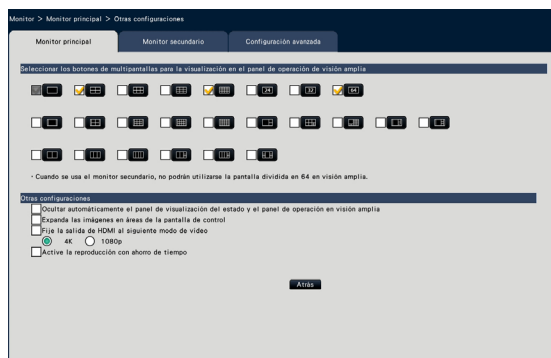 Monitor > Monitor principal > Otras configuraciones
Monitor principal Monitor secundario Configuración avanzada
Seleccionar los botones de multipantallas para la visualización en el panel de operación de visión amplia
24 32 64
· Cuando se usa el monitor secundario, no podrán utilizarse la pantalla dividida en 64 en visión amplia.
Otras configuraciones
Ocultar automáticamente el panel de visualización del estado y el panel de operación en visión amplia
Expanda las imágenes en áreas de la pantalla de control
Fije la salida de HDMI al siguiente modo de video
4K 1080p
Active la reproducción con ahorro de tiempo
Atrás